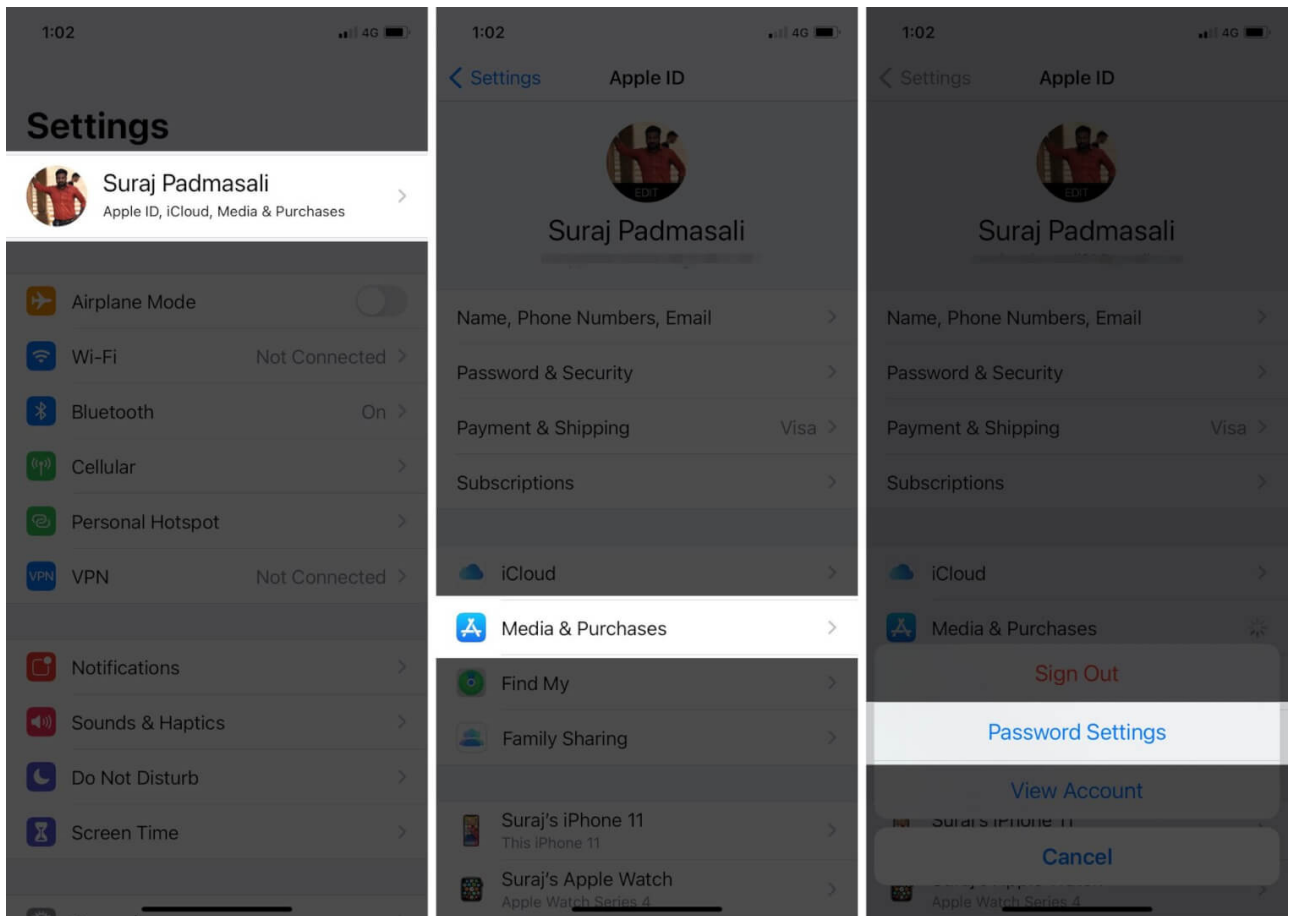 1:02
4G
Settings
Suraj Padmasali
Apple ID, iCloud, Media & Purchases
Airplane Mode
Wi-Fi Not Connected
Bluetooth On
Cellular
Personal Hotspot
VPN VPN Not Connected
Notifications
Sounds & Haptics
Do Not Disturb
Screen Time
1:02
4G
Settings Apple ID
EDIT
Suraj Padmasali
Name, Phone Numbers, Email
Password & Security
Payment & Shipping Visa
Subscriptions
iCloud
Media & Purchases
Find My
Family Sharing
Suraj's iPhone 11
This iPhone 11
Suraj's Apple Watch
Apple Watch Series 4
1:02
4G
Settings Apple ID
EDIT
Suraj Padmasali
Name, Phone Numbers, Email
Password & Security
Payment & Shipping Visa
Subscriptions
iCloud
Media & Purchases
Sign Out
Password Settings
View Account
Suraj's iPhone 11
Cancel
Apple Watch Series 4